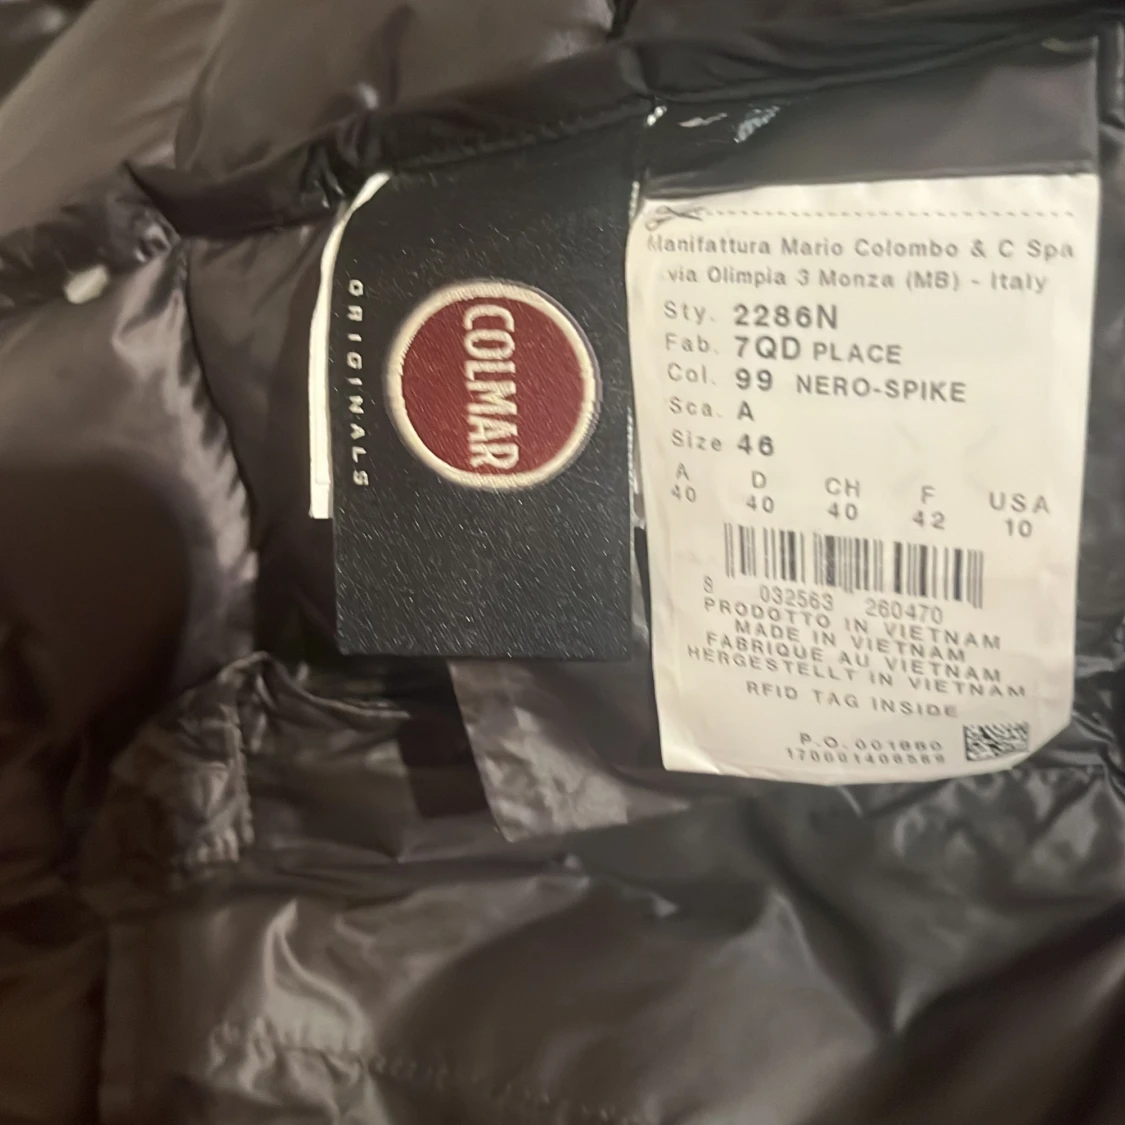 COLMAR
ORIGINALS
Manifattura Mario Colombo & C Spa
via Olimpia 3 Monza (MB) - Italy
Sty. 2286N
Fab. 7QD PLACE
Col. 99 NERO-SPIKE
Sca. A
Size 46
A D CH F USA
40 40 40 42 10
8 032563 260470
PRODOTTO IN VIETNAM
MADE IN VIETNAM
FABRIQUE AU VIETNAM
HERGESTELLT IN VIETNAM
RFID TAG INSIDE
P.O.